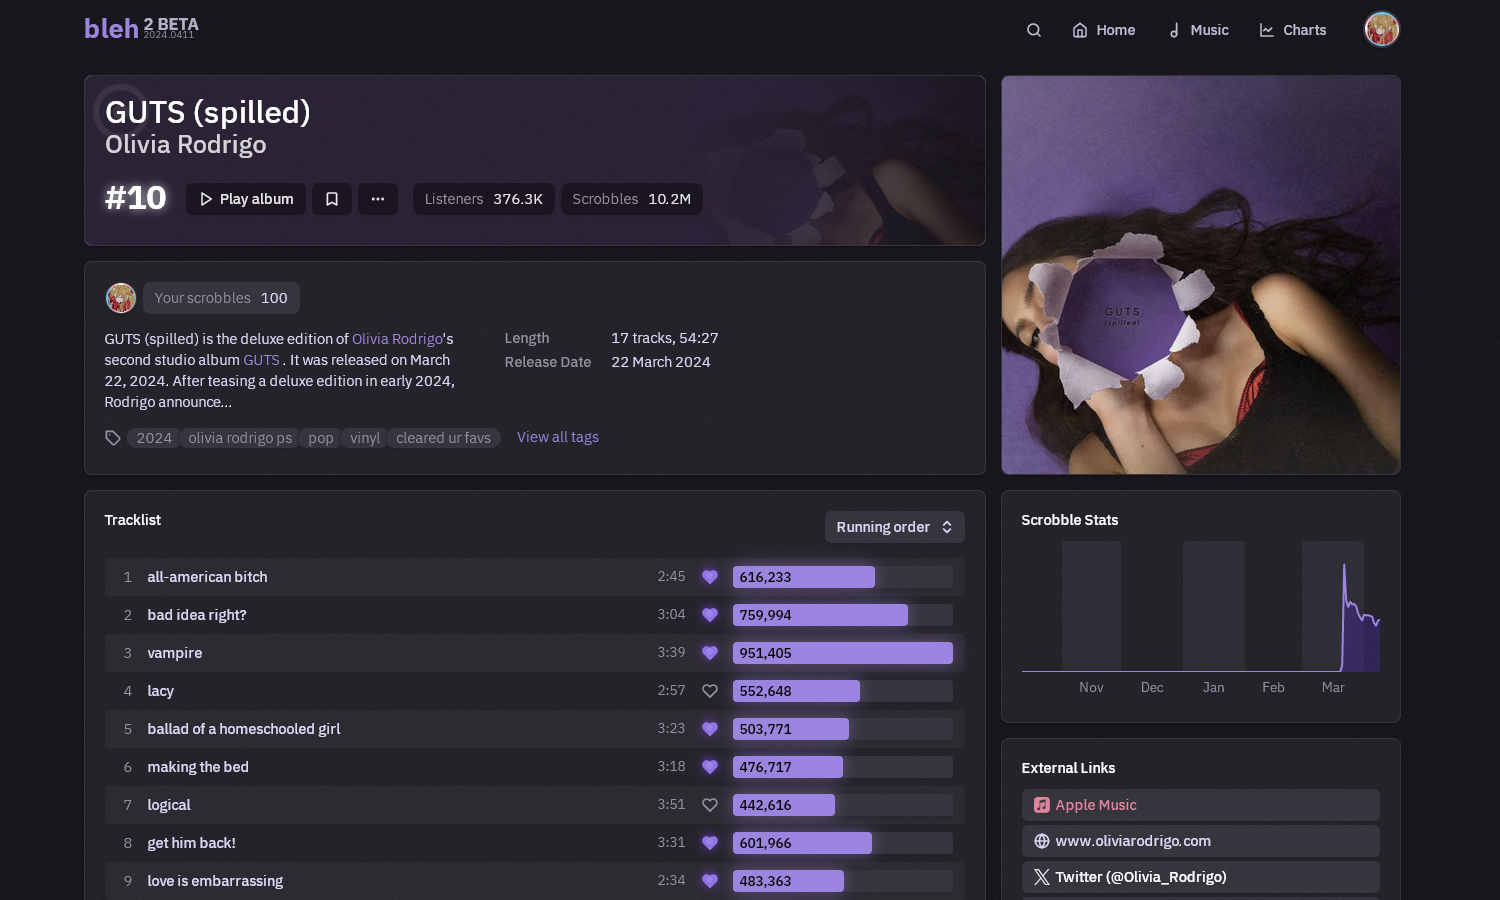 bleh 2 BETA
2024.0411
Home
Music
Charts
GUTS (spilled)
Olivia Rodrigo
#10
Play album
Listeners 376.3K
Scrobbles 10.2M
Your scrobbles 100
GUTS (spilled) is the deluxe edition of Olivia Rodrigo's
second studio album GUTS . It was released on March
22, 2024. After teasing a deluxe edition in early 2024,
Rodrigo announce...
Length 17 tracks, 54:27
Release Date 22 March 2024
2024 olivia rodrigo ps pop vinyl cleared ur favs View all tags
GUTS
(spilled)
Tracklist
Running order
1 all-american bitch 2:45 616,233
2 bad idea right? 3:04 759,994
3 vampire 3:39 951,405
4 lacy 2:57 552,648
5 ballad of a homeschooled girl 3:23 503,771
6 making the bed 3:18 476,717
7 logical 3:51 442,616
8 get him back! 3:31 601,966
9 love is embarrassing 2:34 483,363
Scrobble Stats
Nov Dec Jan Feb Mar
External Links
Apple Music
www.oliviarodrigo.com
Twitter (@Olivia_Rodrigo)